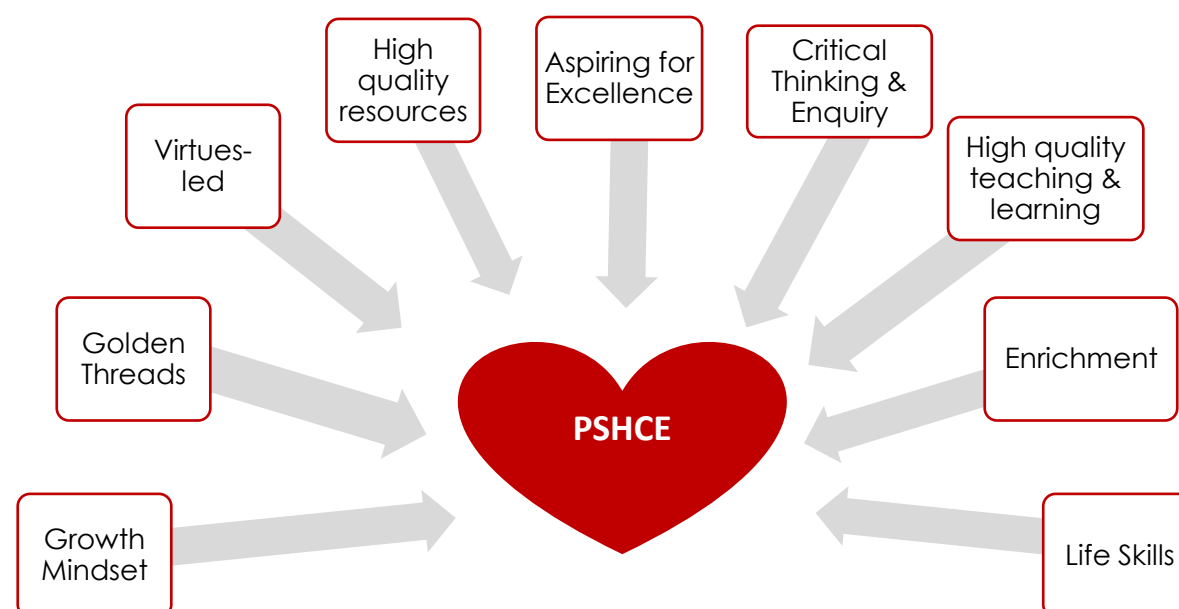 High
quality
resources
Aspiring for
Excellence
Critical
Thinking &
Enquiry
Virtues-
led
High quality
teaching &
learning
Golden
Threads
Enrichment
PSHCE
Growth
Mindset
Life Skills